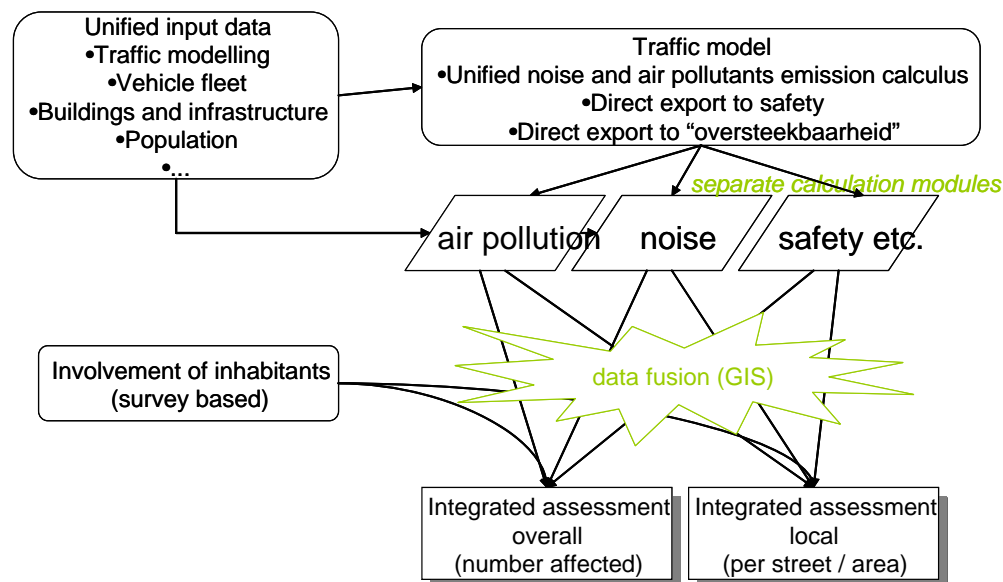 Unified input data
•Traffic modelling
•Vehicle fleet
•Buildings and infrastructure
•Population
•...
Traffic model
•Unified noise and air pollutants emission calculus
•Direct export to safety
•Direct export to “oversteekbaarheid”
separate calculation modules
air pollution
noise
safety etc.
Involvement of inhabitants
(survey based)
data fusion (GIS)
Integrated assessment
overall
(number affected)
Integrated assessment
local
(per street / area)